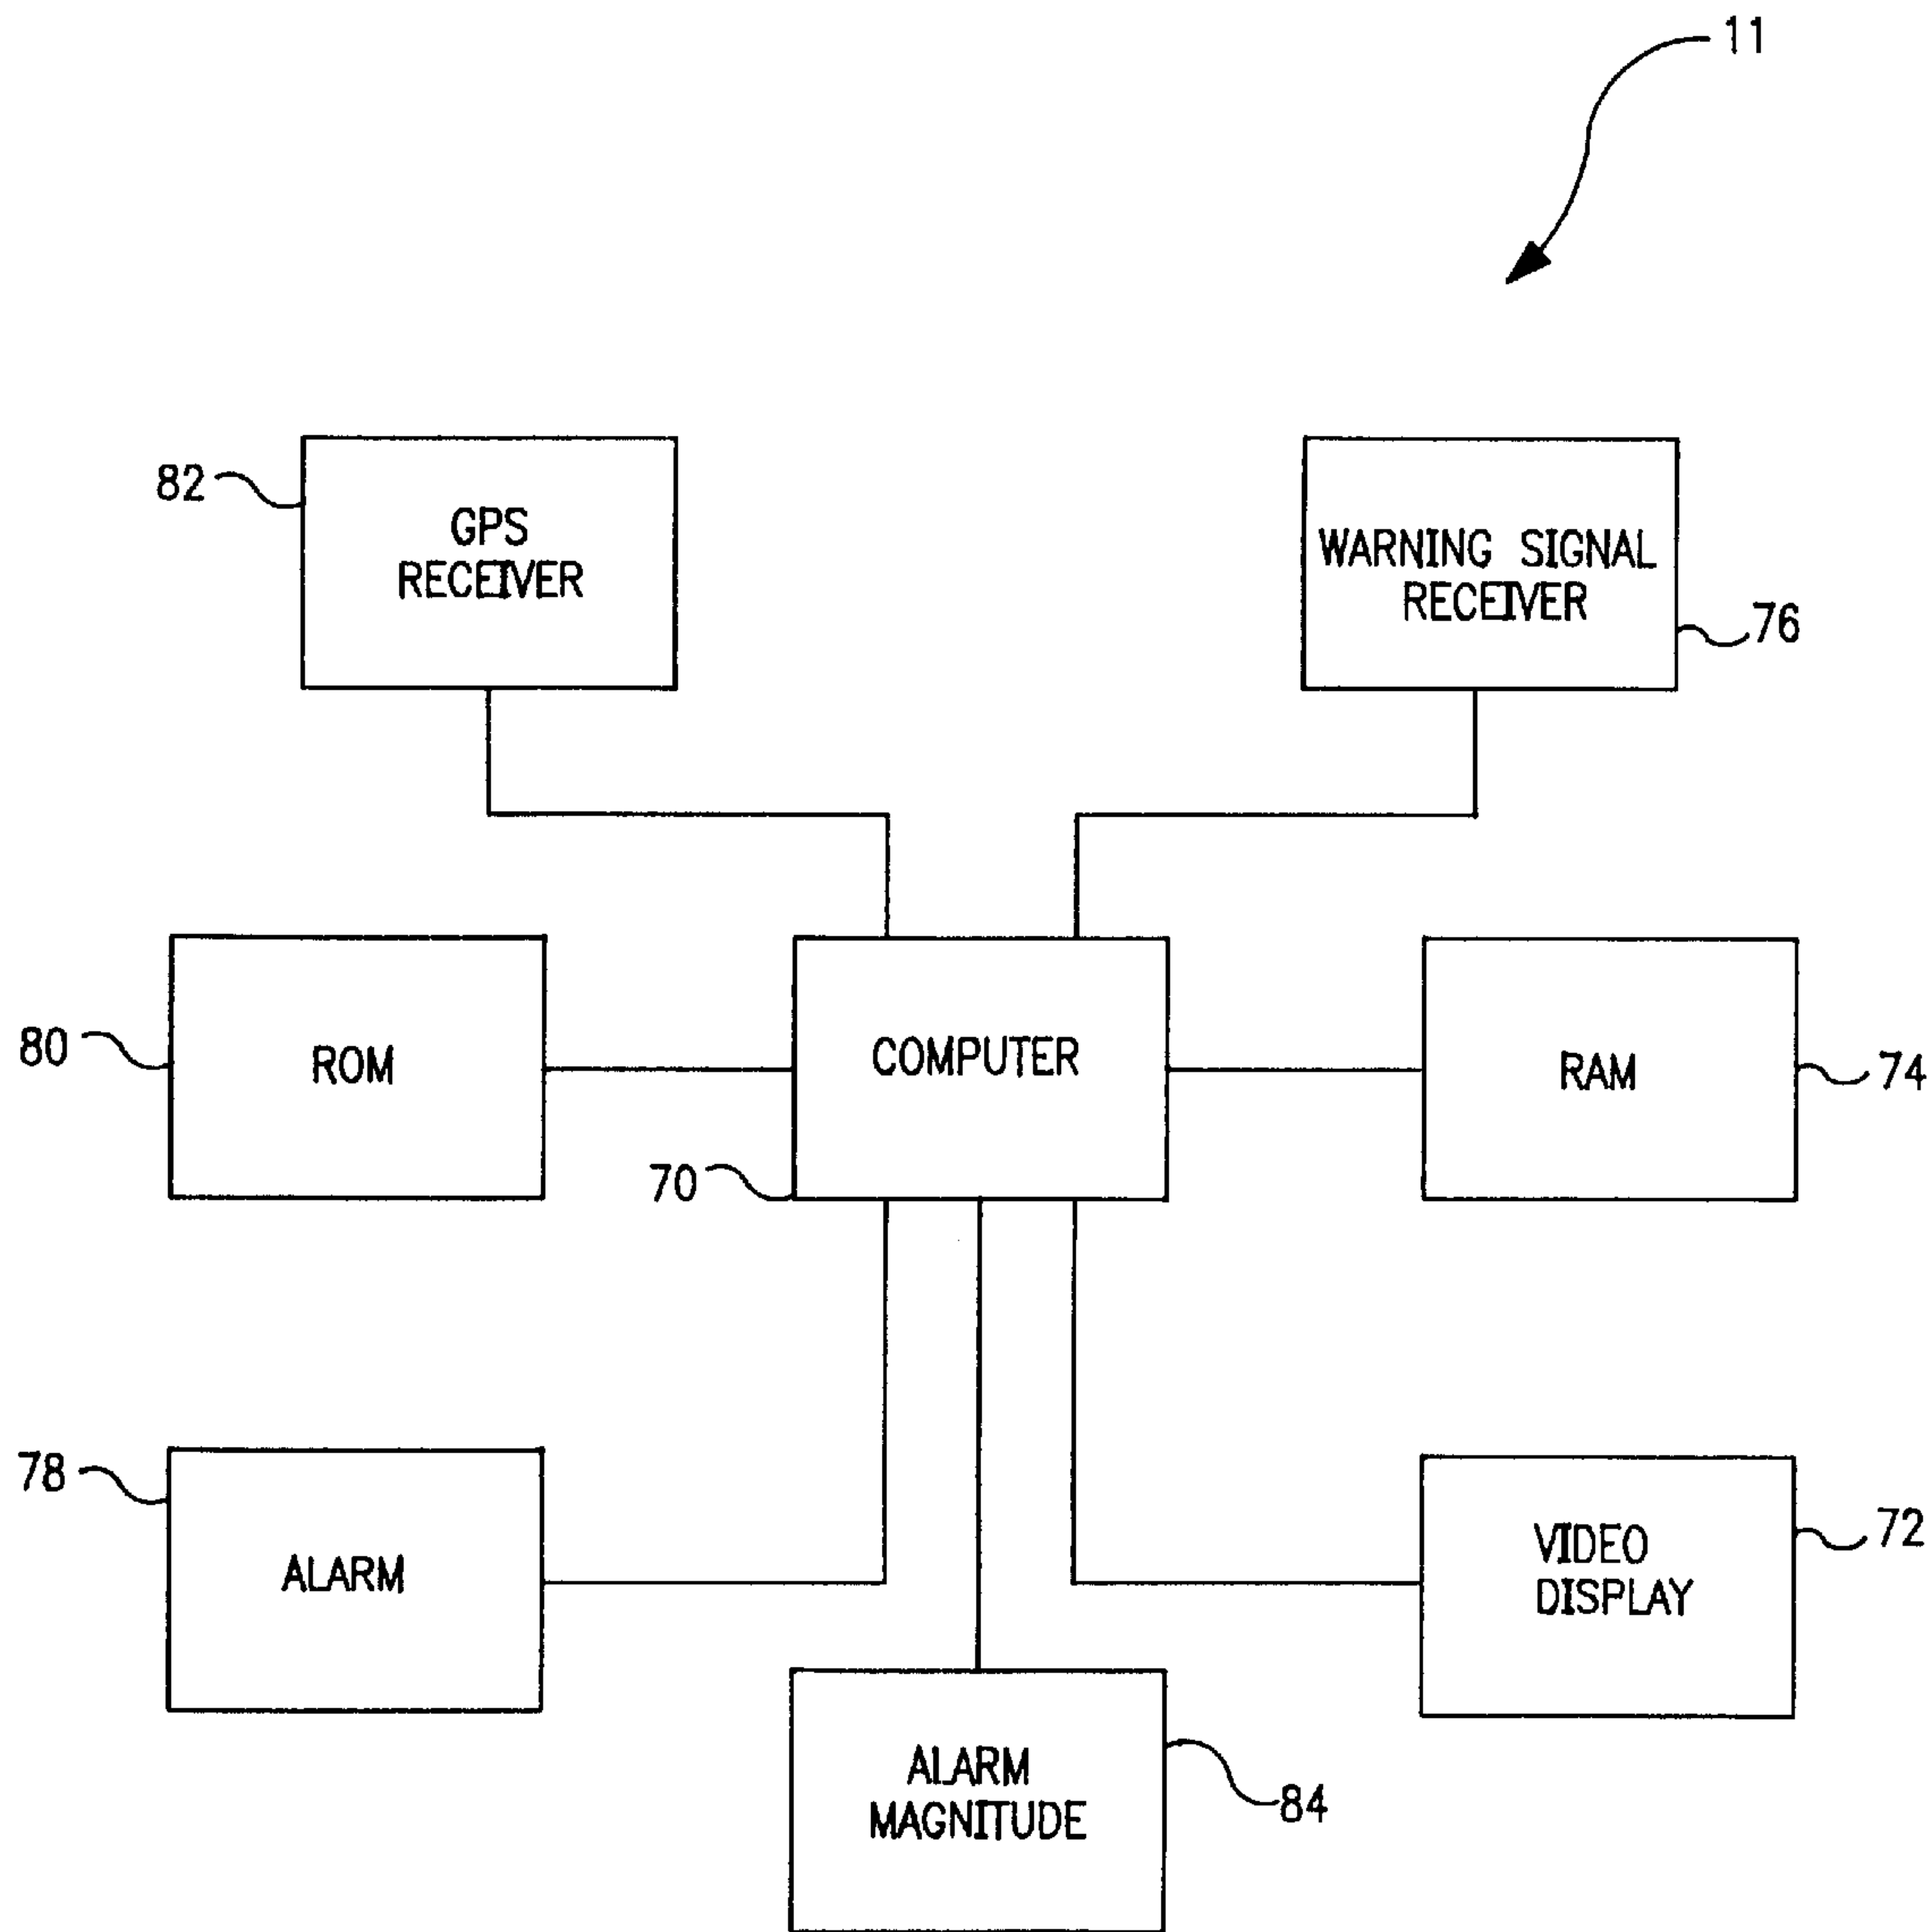 11
82
GPS
RECEIVER
WARNING SIGNAL
RECEIVER
76
80
ROM
COMPUTER
70
RAM
74
78
ALARM
VIDEO
DISPLAY
72
ALARM
MAGNITUDE
84